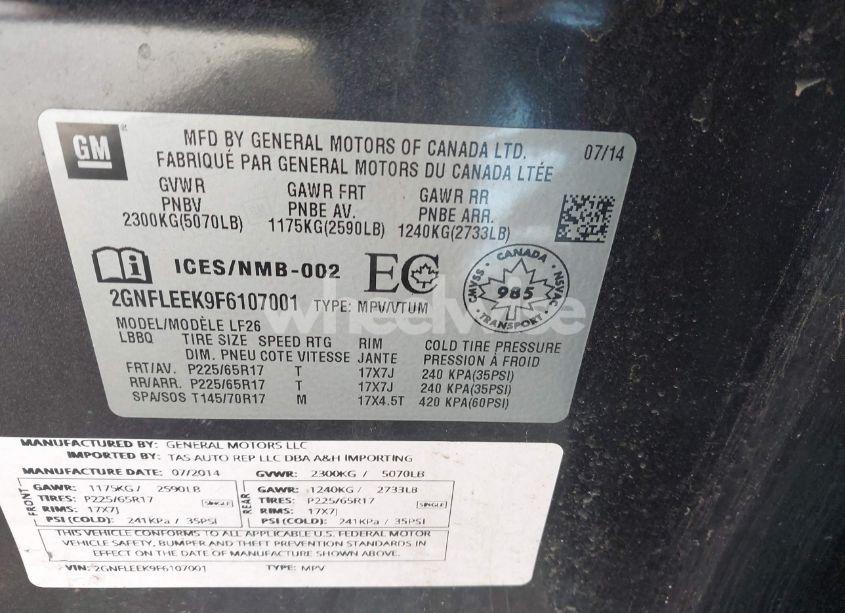 GM
MFD BY GENERAL MOTORS OF CANADA LTD. 07/14
FABRIQUÉ PAR GENERAL MOTORS DU CANADA LTÉE
GVWR GAWR FRT GAWR RR
PNBV PNBE AV. PNBE ARR.
2300KG(5070LB) 1175KG(2590LB) 1240KG(2733LB)
ICES/NMB-002 EC
CANADA CMVSS NSVAC 985 TRANSPORT
2GNFLEEK9F6107001 TYPE: MPV/VTUM
MODEL/MODÈLE LF26
LBBQ TIRE SIZE SPEED RTG RIM COLD TIRE PRESSURE
DIM. PNEU COTE VITESSE JANTE PRESSION À FROID
FRT/AV. P225/65R17 T 17X7J 240 KPA(35PSI)
RR/ARR. P225/65R17 T 17X7J 240 KPA(35PSI)
SPA/SOS T145/70R17 M 17X4.5T 420 KPA(60PSI)
MANUFACTURED BY: GENERAL MOTORS LLC
IMPORTED BY: TAS AUTO REP LLC DBA A&H IMPORTING
MANUFACTURE DATE: 07/2014 GVWR: 2300KG / 5070LB
FRONT
GAWR: 1175KG / 2590LB
TIRES: P225/65R17 SINGLE
RIMS: 17X7J
PSI (COLD): 241KPa / 35PSI
REAR
GAWR: 1240KG / 2733LB
TIRES: P225/65R17 SINGLE
RIMS: 17X7J
PSI (COLD): 241KPa / 35PSI
THIS VEHICLE CONFORMS TO ALL APPLICABLE U.S. FEDERAL MOTOR
VEHICLE SAFETY, BUMPER AND THEFT PREVENTION STANDARDS IN
EFFECT ON THE DATE OF MANUFACTURE SHOWN ABOVE.
VIN: 2GNFLEEK9F6107001 TYPE: MPV